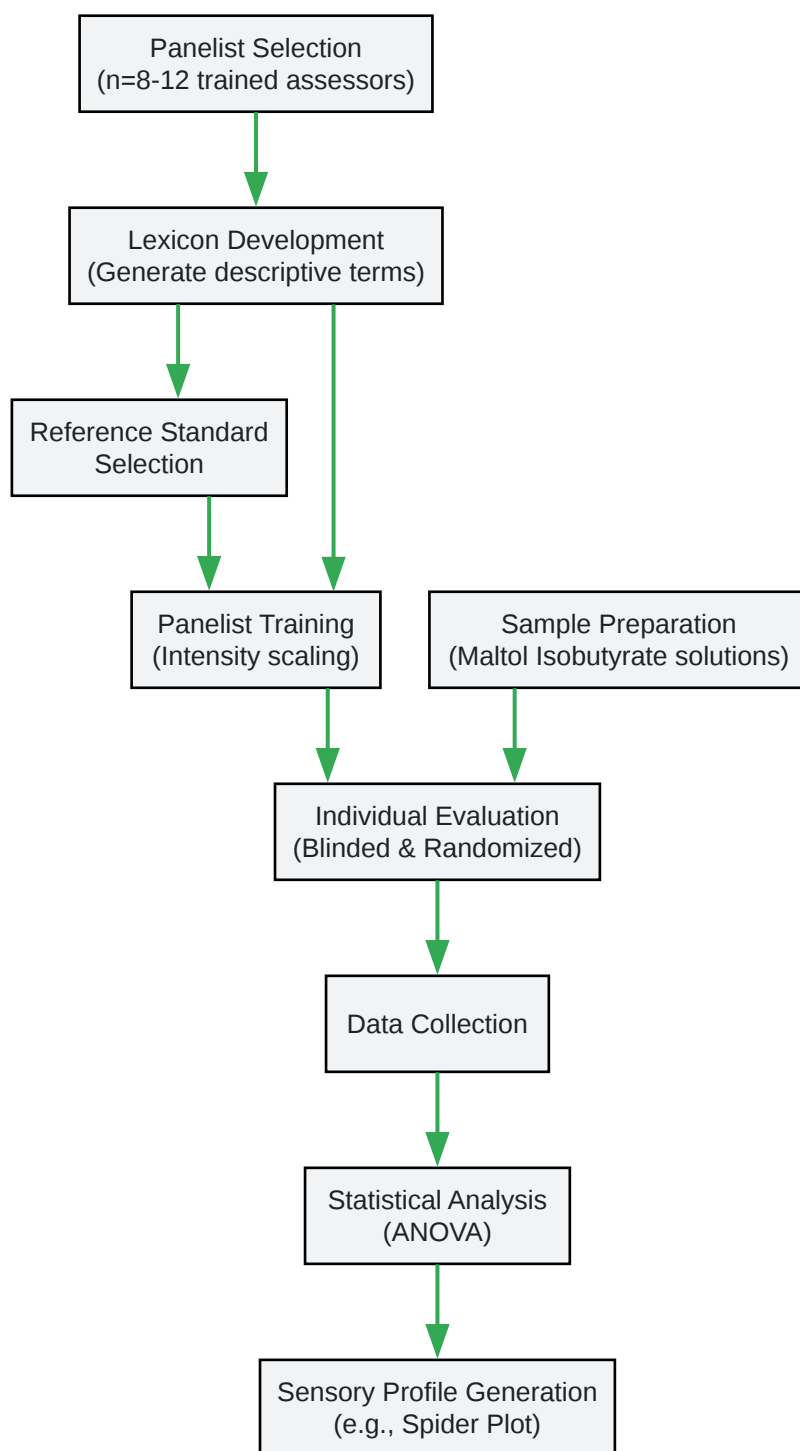 Panelist Selection
(n=8-12 trained assessors)
Lexicon Development
(Generate descriptive terms)
Reference Standard
Selection
Panelist Training
(Intensity scaling)
Sample Preparation
(Maltol Isobutyrate solutions)
Individual Evaluation
(Blinded & Randomized)
Data Collection
Statistical Analysis
(ANOVA)
Sensory Profile Generation
(e.g., Spider Plot)